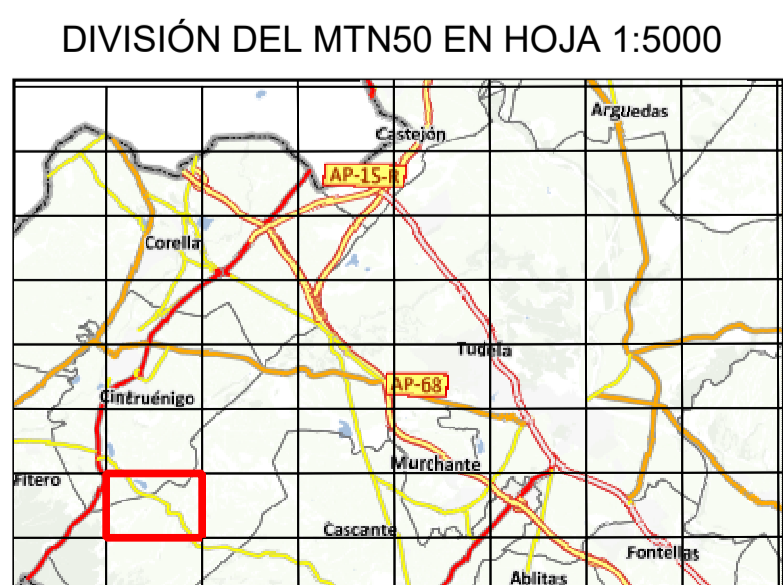 DIVISIÓN DEL MTN50 EN HOJA 1:5000
Arguedas
Castejón
AP-15-R
Corella
Tudela
AP-68
Cintruénigo
Murchante
Fitero
Cascante
Fontellas
Ablitas